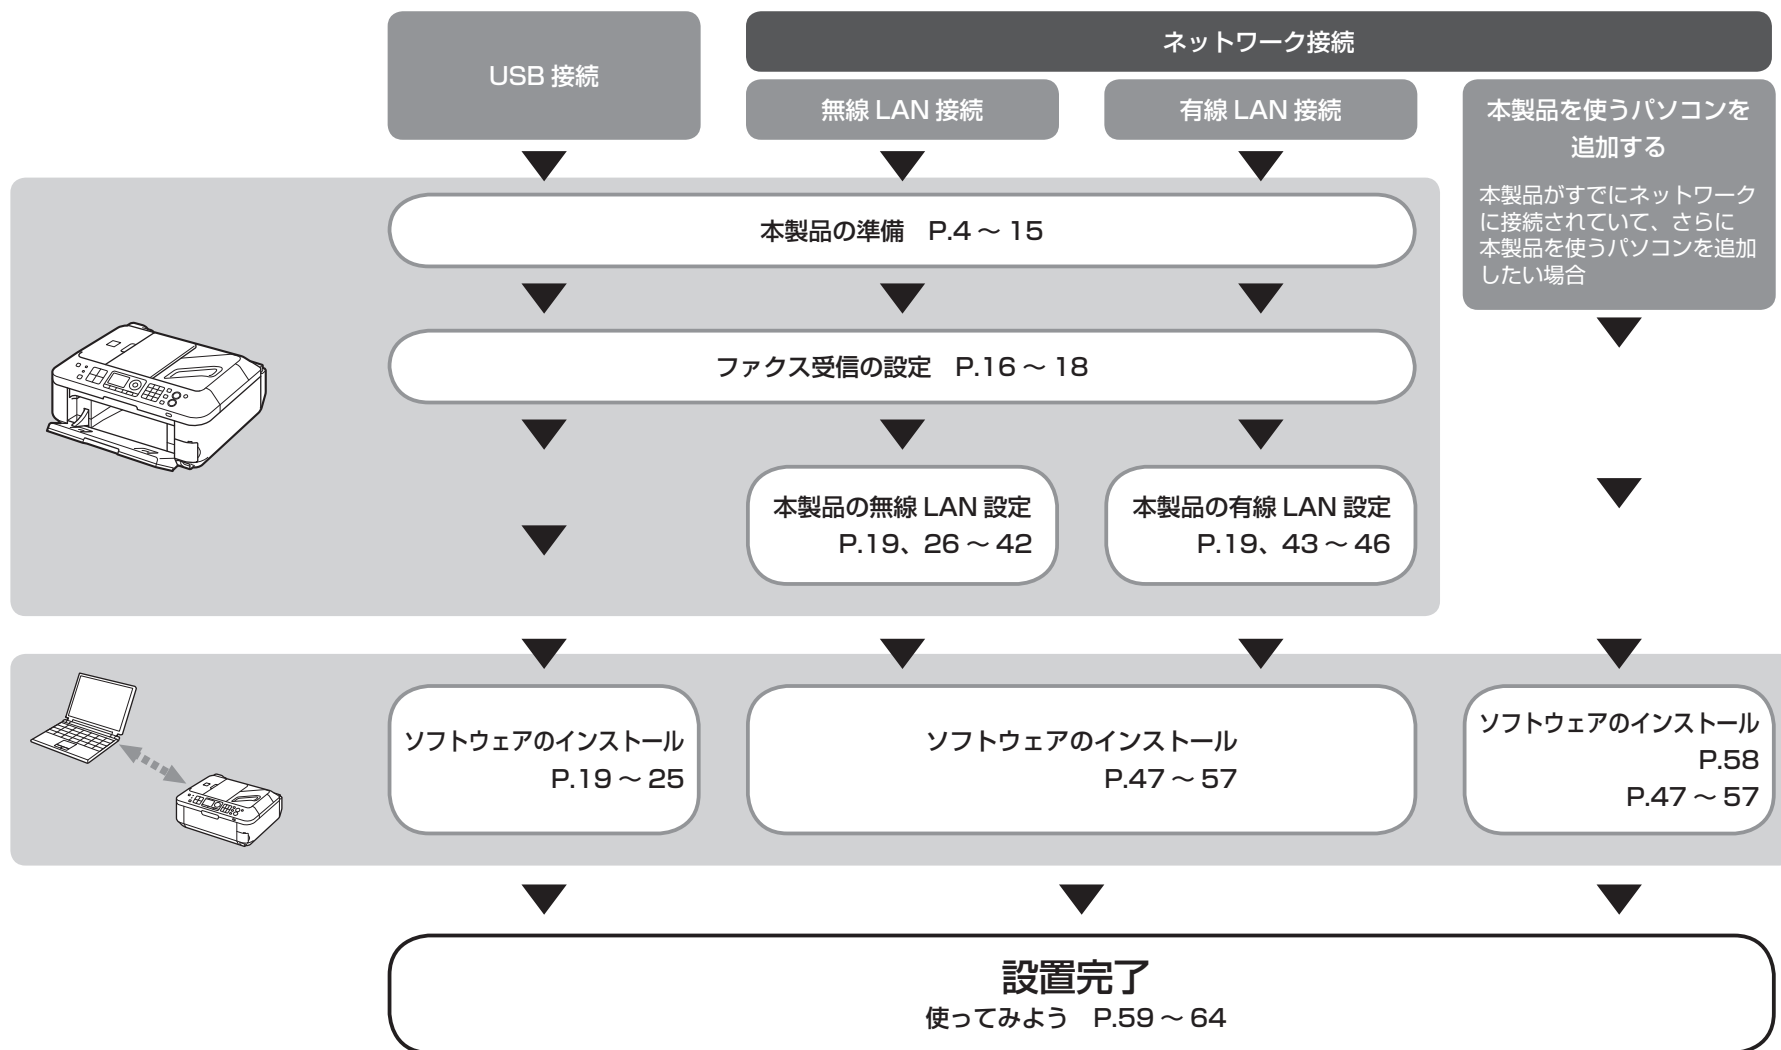 USB 接続
ネットワーク接続
無線 LAN 接続
有線 LAN 接続
本製品を使うパソコンを
追加する
本製品がすでにネットワーク
に接続されていて、さらに
本製品を使うパソコンを追加
したい場合
本製品の準備　P.4 ～ 15
ファクス受信の設定　P.16 ～ 18
本製品の無線 LAN 設定
P.19、26 ～ 42
本製品の有線 LAN 設定
P.19、43 ～ 46
ソフトウェアのインストール
P.19 ～ 25
ソフトウェアのインストール
P.47 ～ 57
ソフトウェアのインストール
P.58
P.47 ～ 57
設置完了
使ってみよう　P.59 ～ 64